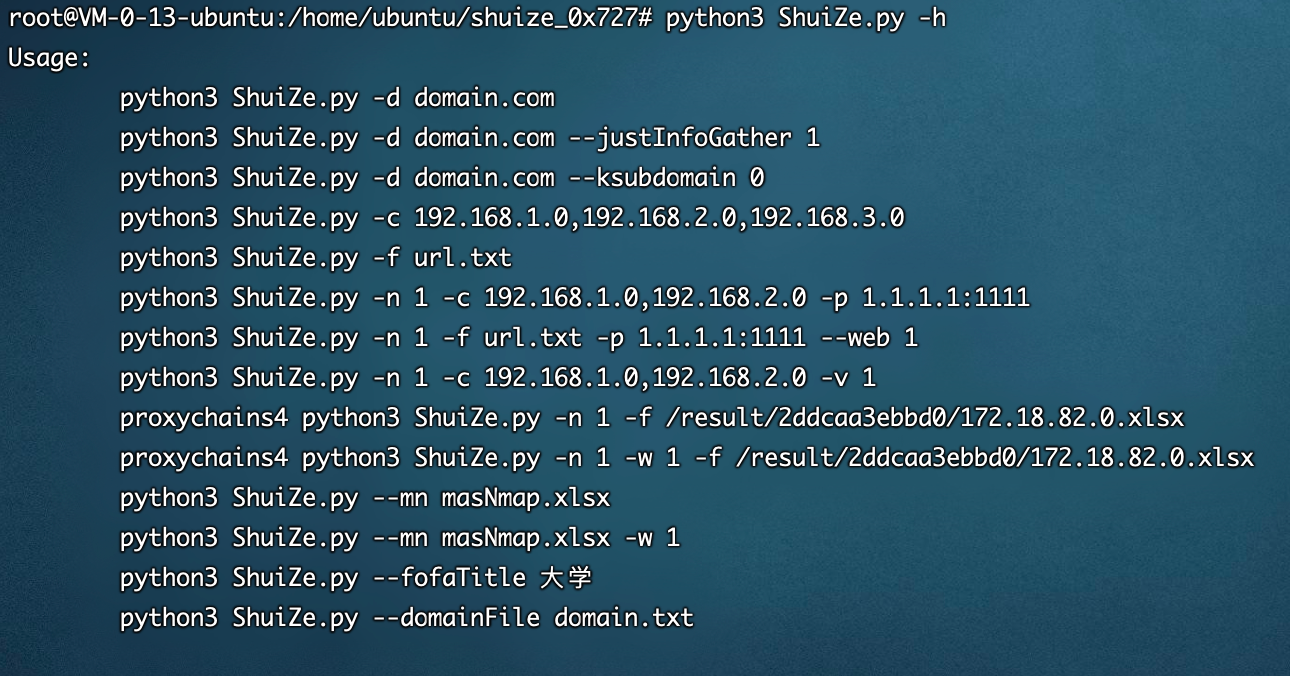 root@VM-0-13-ubuntu:/home/ubuntu/shuize_0x727# python3 ShuiZe.py -h
Usage:
python3 ShuiZe.py -d domain.com
python3 ShuiZe.py -d domain.com --justInfoGather 1
python3 ShuiZe.py -d domain.com --ksubdomain 0
python3 ShuiZe.py -c 192.168.1.0,192.168.2.0,192.168.3.0
python3 ShuiZe.py -f url.txt
python3 ShuiZe.py -n 1 -c 192.168.1.0,192.168.2.0 -p 1.1.1.1:1111
python3 ShuiZe.py -n 1 -f url.txt -p 1.1.1.1:1111 --web 1
python3 ShuiZe.py -n 1 -c 192.168.1.0,192.168.2.0 -v 1
proxychains4 python3 ShuiZe.py -n 1 -f /result/2ddcaa3ebbd0/172.18.82.0.xlsx
proxychains4 python3 ShuiZe.py -n 1 -w 1 -f /result/2ddcaa3ebbd0/172.18.82.0.xlsx
python3 ShuiZe.py --mn masNmap.xlsx
python3 ShuiZe.py --mn masNmap.xlsx -w 1
python3 ShuiZe.py --fofaTitle 大学
python3 ShuiZe.py --domainFile domain.txt